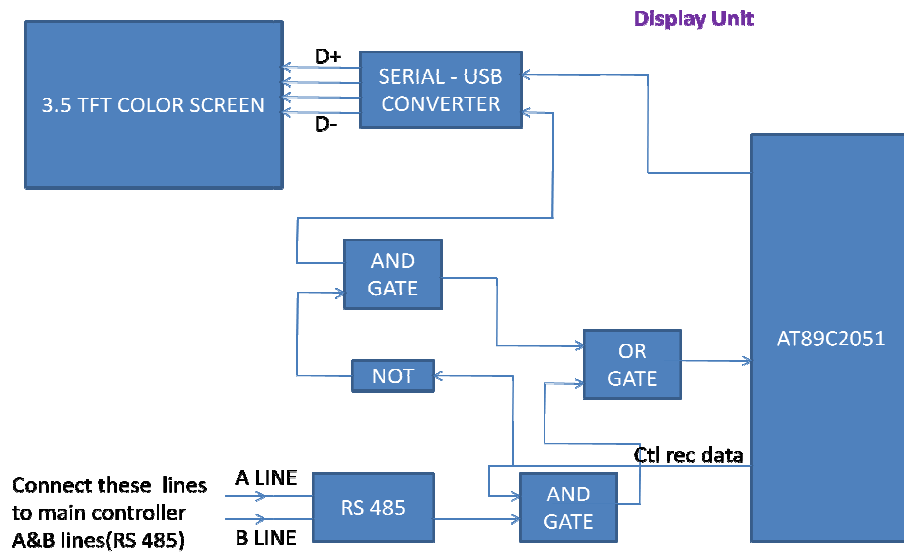 Display Unit
D+
SERIAL - USB
CONVERTER
3.5 TFT COLOR SCREEN
D-
AND
GATE
AT89C2051
OR
GATE
NOT
Ctl rec data
A LINE
Connect these lines
to main controller
A&B lines(RS 485)
RS 485
AND
GATE
B LINE